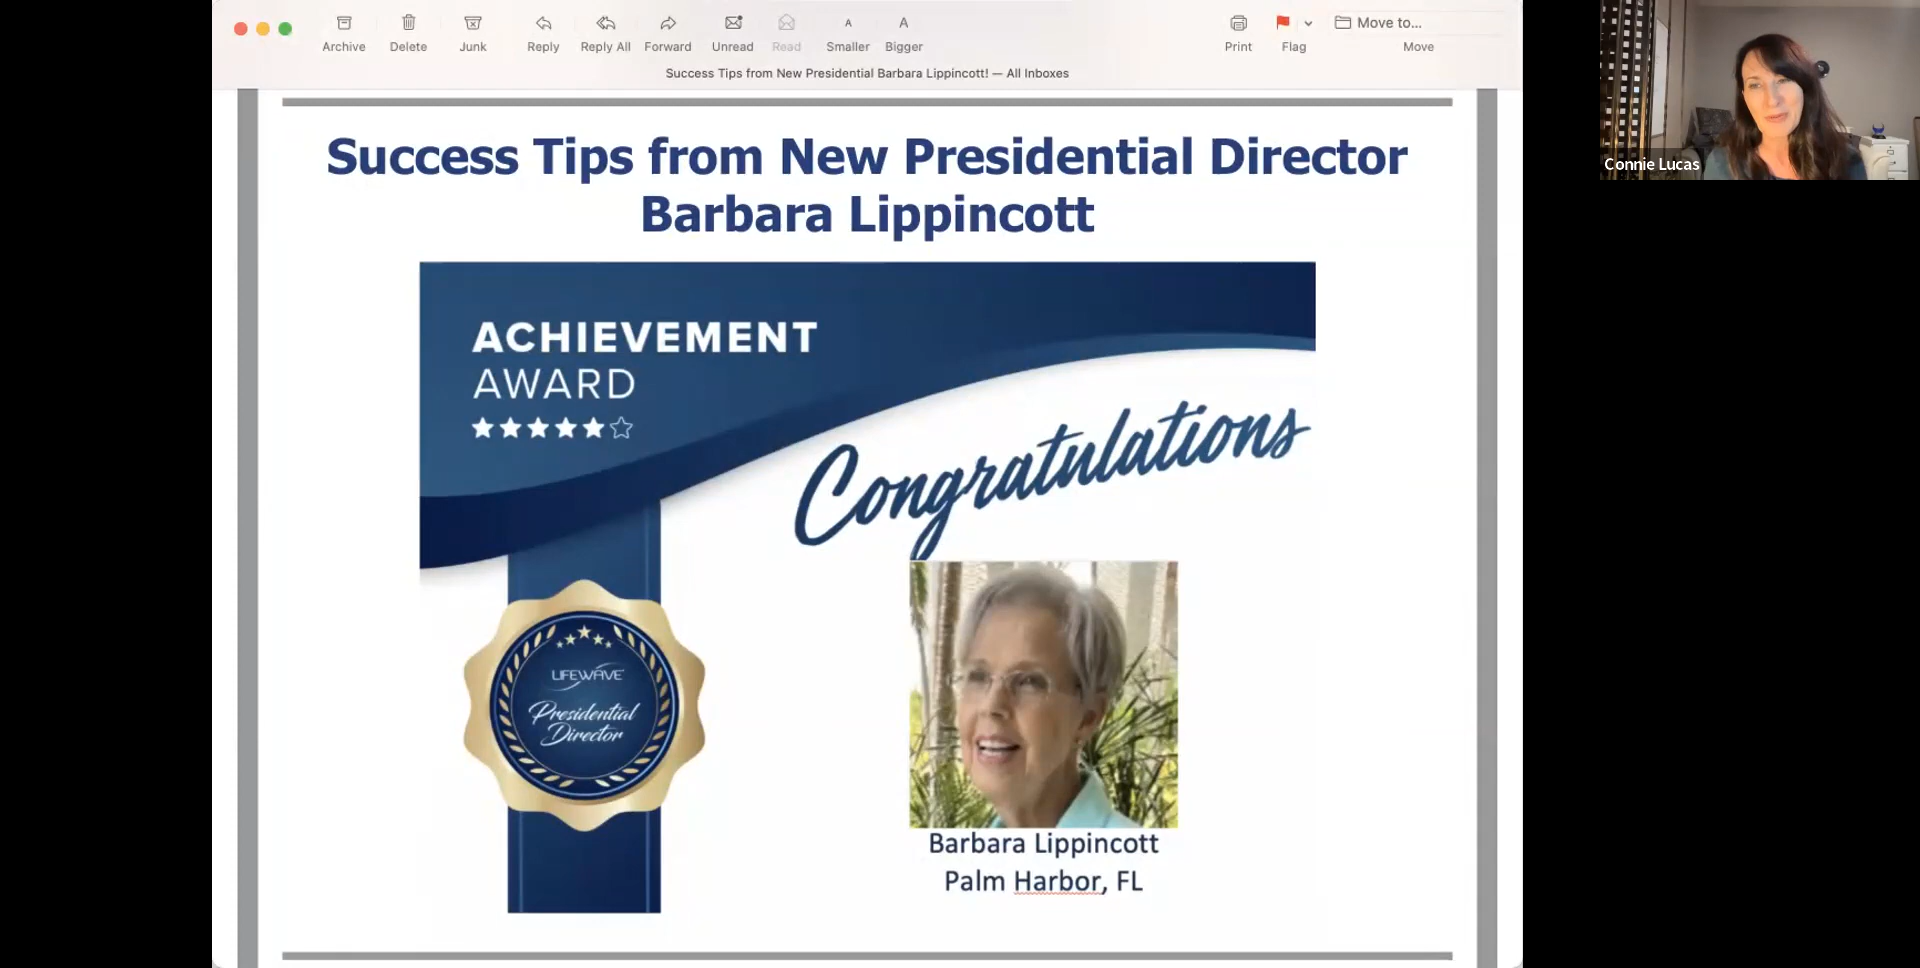 Archive
Delete
Junk
Reply
Reply All
Forward
Unread
Read
A
Smaller
A
Bigger
Print
Flag
Move to...
Move
Success Tips from New Presidential Barbara Lippincott! — All Inboxes
Connie Lucas
Success Tips from New Presidential Director
Barbara Lippincott
ACHIEVEMENT
AWARD
Congratulations
LIFEWAVE
Presidential
Director
Barbara Lippincott
Palm Harbor, FL